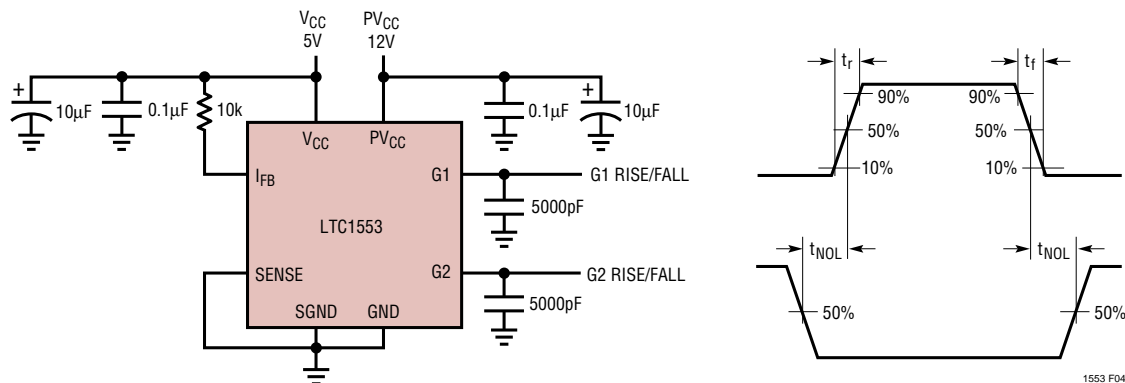 VCC
5V
PVCC
12V
+
10µF
0.1µF
10k
0.1µF
+
10µF
VCC
PVCC
IFB
G1
G1 RISE/FALL
5000pF
LTC1553
SENSE
G2
G2 RISE/FALL
5000pF
SGND
GND
tr
tf
90%
90%
50%
50%
10%
10%
tNOL
tNOL
50%
50%
1553 F04